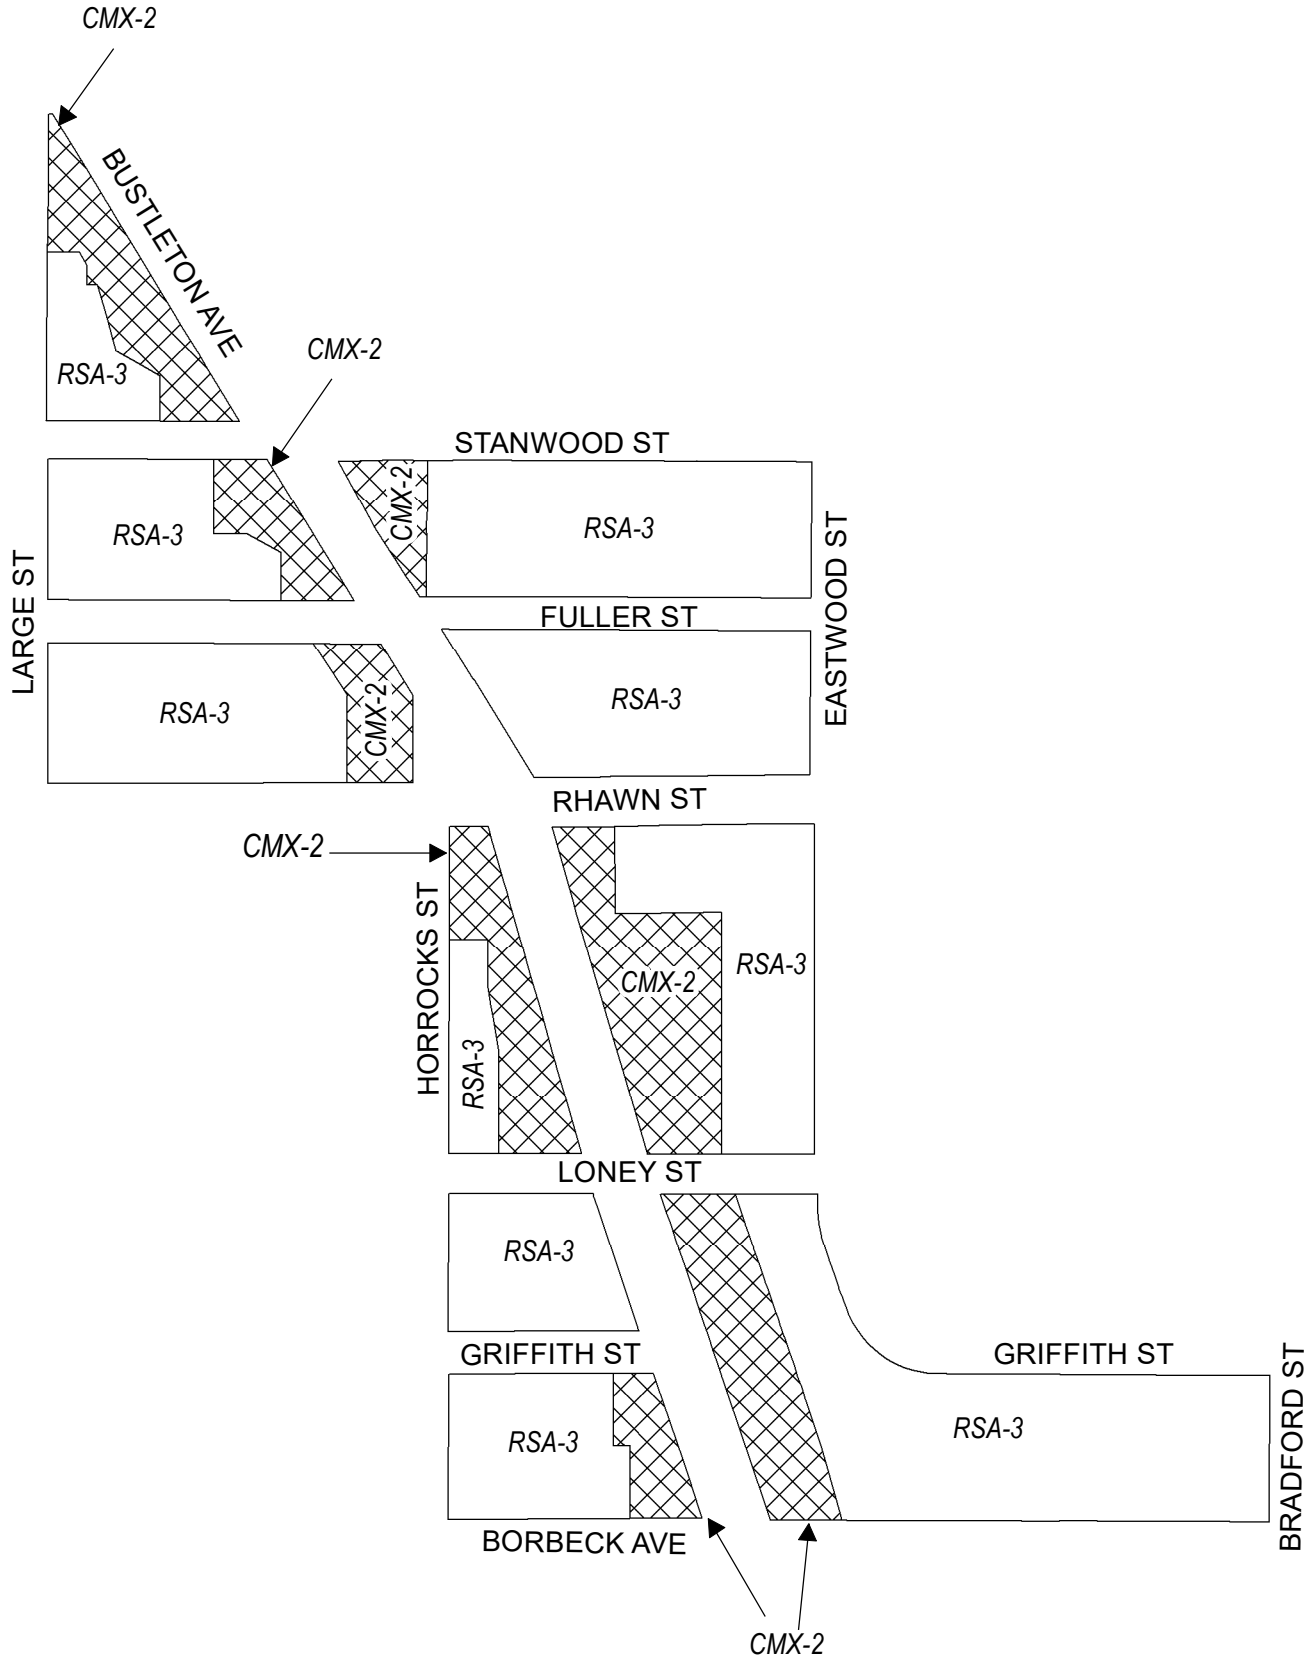 CMX-2
BUSTLETON AVE
RSA-3
CMX-2
STANWOOD ST
RSA-3
CMX-2
RSA-3
LARGE ST
EASTWOOD ST
FULLER ST
RSA-3
CMX-2
RSA-3
RHAWN ST
CMX-2
HORROCKS ST
RSA-3
CMX-2
RSA-3
LONEY ST
RSA-3
GRIFFITH ST
GRIFFITH ST
RSA-3
RSA-3
BRADFORD ST
BORBECK AVE
CMX-2